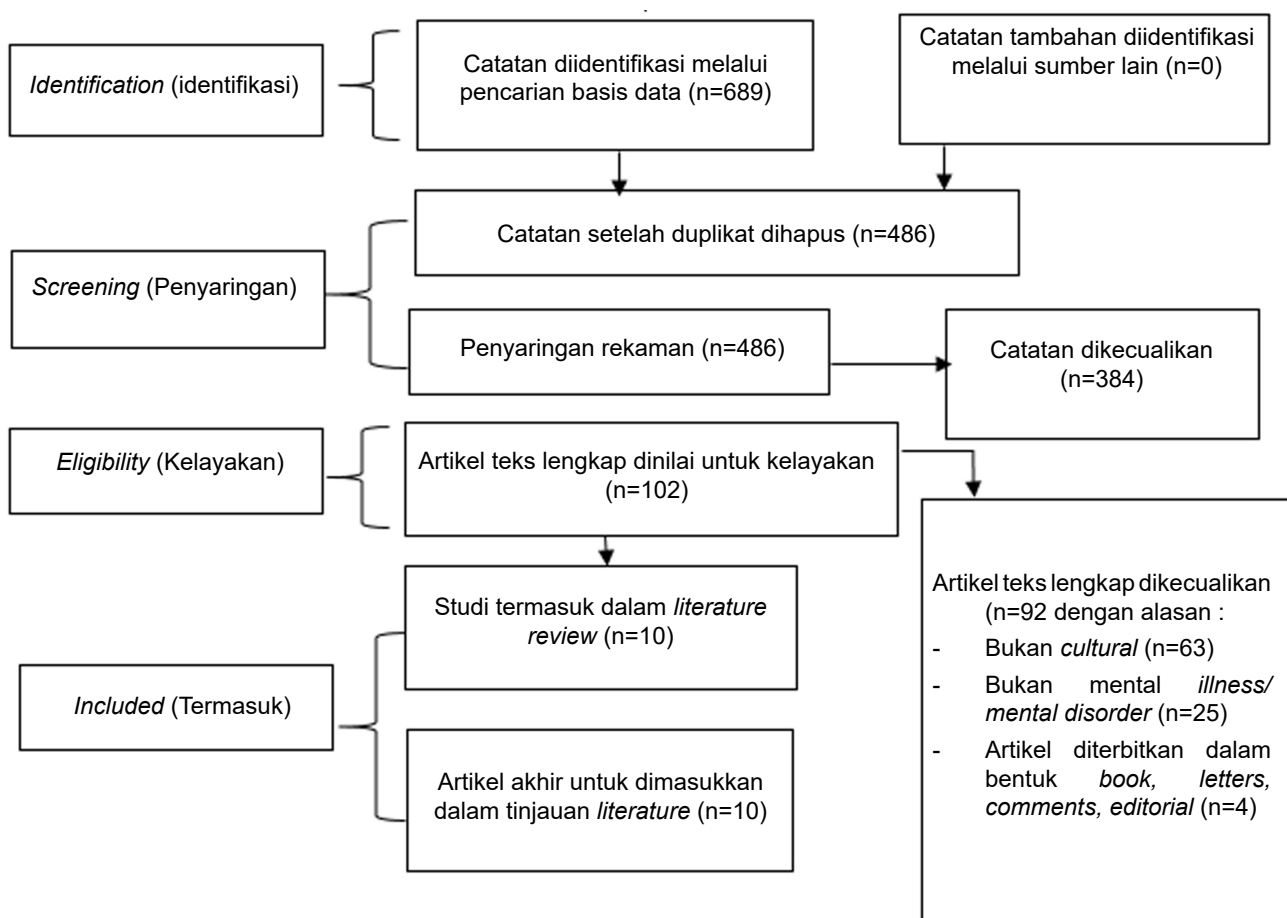 Identification (identifikasi)
Catatan diidentifikasi melalui
pencarian basis data (n=689)
Catatan tambahan diidentifikasi
melalui sumber lain (n=0)
Screening (Penyaringan)
Catatan setelah duplikat dihapus (n=486)
Penyaringan rekaman (n=486)
Catatan dikecualikan
(n=384)
Eligibility (Kelayakan)
Artikel teks lengkap dinilai untuk kelayakan
(n=102)
Artikel teks lengkap dikecualikan
(n=92 dengan alasan :
- Bukan cultural (n=63)
- Bukan mental illness/
mental disorder (n=25)
- Artikel diterbitkan dalam
bentuk book, letters,
comments, editorial (n=4)
Included (Termasuk)
Studi termasuk dalam literature
review (n=10)
Artikel akhir untuk dimasukkan
dalam tinjauan literature (n=10)